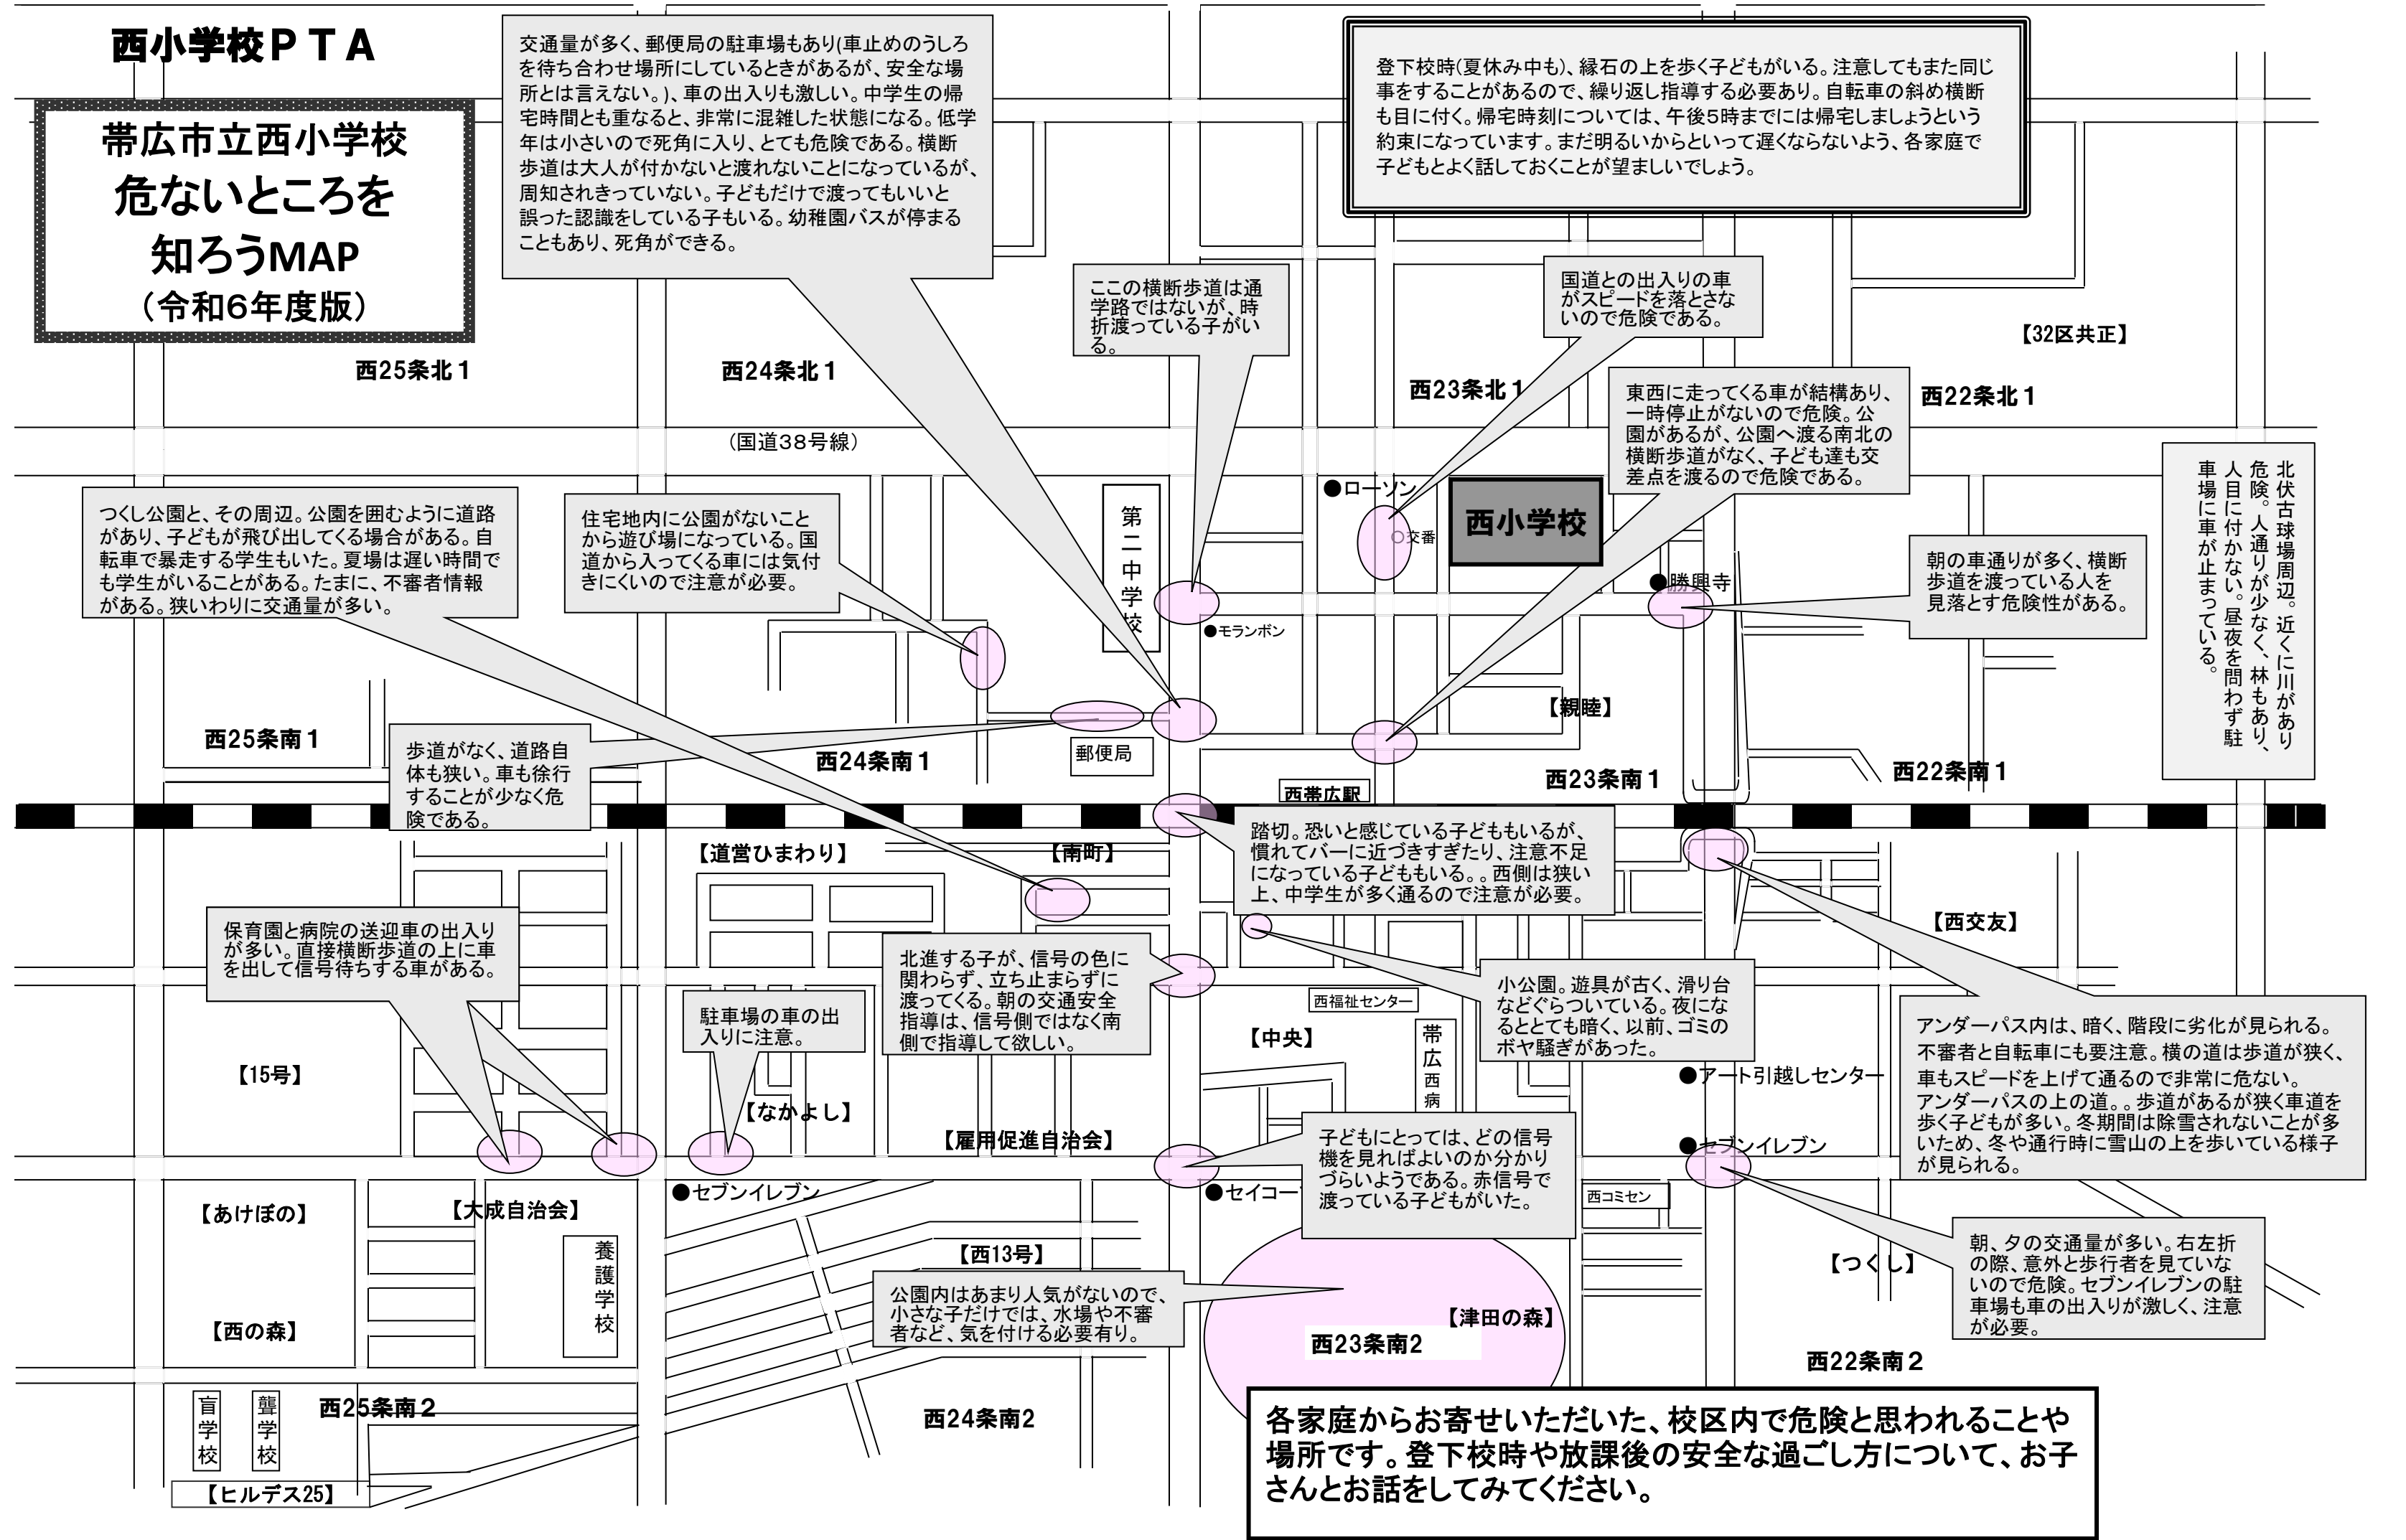 西小学校ＰＴＡ
帯広市立西小学校
危ないところを
知ろうMAP
（令和６年度版）
交通量が多く、郵便局の駐車場もあり(車止めのうしろ
を待ち合わせ場所にしているときがあるが、安全な場
所とは言えない。)、車の出入りも激しい。中学生の帰
宅時間とも重なると、非常に混雑した状態になる。低学
年は小さいので死角に入り、とても危険である。横断
歩道は大人が付かないと渡れないことになっているが、
周知されきっていない。子どもだけで渡ってもいいと
誤った認識をしている子もいる。幼稚園バスが停まる
こともあり、死角ができる。
登下校時(夏休み中も)、縁石の上を歩く子どもがいる。注意してもまた同じ
事をすることがあるので、繰り返し指導する必要あり。自転車の斜め横断
も目に付く。帰宅時刻については、午後５時までには帰宅しましょうという
約束になっています。まだ明るいからといって遅くならないよう、各家庭で
子どもとよく話しておくことが望ましいでしょう。
ここの横断歩道は通
学路ではないが、時
折渡っている子がい
る。
国道との出入りの車
がスピードを落とさな
いので危険である。
【32区共正】
西25条北１
西24条北１
西23条北１
西22条北１
東西に走ってくる車が結構あり、
一時停止がないので危険。公
園があるが、公園へ渡る南北の
横断歩道がなく、子ども達も交
差点を渡るので危険である。
（国道３８号線）
北伏古球場周辺。近くに川があり
危険。人通りが少なく、林もあり、
人目に付かない。昼夜を問わず駐
車場に車が止まっている。
つくし公園と、その周辺。公園を囲むように道路
があり、子どもが飛び出してくる場合がある。自
転車で暴走する学生もいた。夏場は遅い時間で
も学生がいることがある。たまに、不審者情報
がある。狭いわりに交通量が多い。
住宅地内に公園がないこと
から遊び場になっている。国
道から入ってくる車には気付
きにくいので注意が必要。
第二中学校
●ローソン
○交番
西小学校
●勝興寺
朝の車通りが多く、横断
歩道を渡っている人を
見落とす危険性がある。
●モランボン
【親睦】
西25条南１
歩道がなく、道路自
体も狭い。車も徐行
することが少なく危
険である。
西24条南１
郵便局
西帯広駅
西23条南１
西22条南１
踏切。恐いと感じている子どももいるが、
慣れてバーに近づきすぎたり、注意不足
になっている子どももいる。。西側は狭い
上、中学生が多く通るので注意が必要。
【道営ひまわり】
【南町】
【西交友】
保育園と病院の送迎車の出入り
が多い。直接横断歩道の上に車
を出して信号待ちする車がある。
北進する子が、信号の色に
関わらず、立ち止まらずに
渡ってくる。朝の交通安全
指導は、信号側ではなく南
側で指導して欲しい。
小公園。遊具が古く、滑り台
などぐらついている。夜にな
るととても暗く、以前、ゴミの
ボヤ騒ぎがあった。
駐車場の車の出
入りに注意。
西福祉センター
【中央】
帯広西病
アンダーパス内は、暗く、階段に劣化が見られる。
不審者と自転車にも要注意。横の道は歩道が狭く、
車もスピードを上げて通るので非常に危ない。
アンダーパスの上の道。。歩道があるが狭く車道を
歩く子どもが多い。冬期間は除雪されないことが多
いため、冬や通行時に雪山の上を歩いている様子
が見られる。
【15号】
●アート引越しセンター
【なかよし】
【雇用促進自治会】
子どもにとっては、どの信号
機を見ればよいのか分かり
づらいようである。赤信号で
渡っている子どもがいた。
●セブンイレブン
●セブンイレブン
●セイコー
西コミセン
【あけぼの】
【大成自治会】
養護学校
【西13号】
朝、夕の交通量が多い。右左折
の際、意外と歩行者を見ていな
いので危険。セブンイレブンの駐
車場も車の出入りが激しく、注意
が必要。
【つくし】
公園内はあまり人気がないので、
小さな子だけでは、水場や不審
者など、気を付ける必要有り。
【津田の森】
【西の森】
西23条南2
西22条南２
盲学校
聾学校
西25条南２
西24条南2
【ヒルデス25】
各家庭からお寄せいただいた、校区内で危険と思われることや
場所です。登下校時や放課後の安全な過ごし方について、お子
さんとお話をしてみてください。